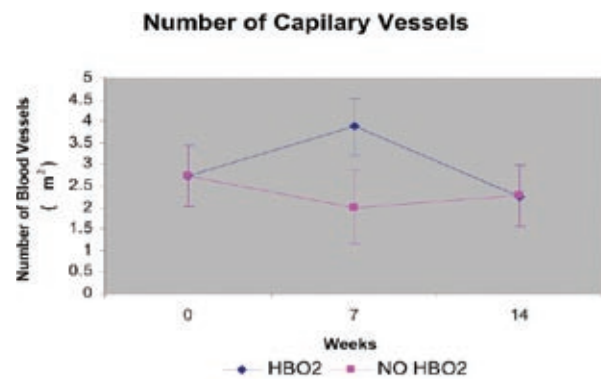 Number of Capilary Vessels
Number of Blood Vessels
( m²)
5
4.5
4
3.5
3
2.5
2
1.5
1
0.5
0
0 7 14
Weeks
HBO2 NO HBO2